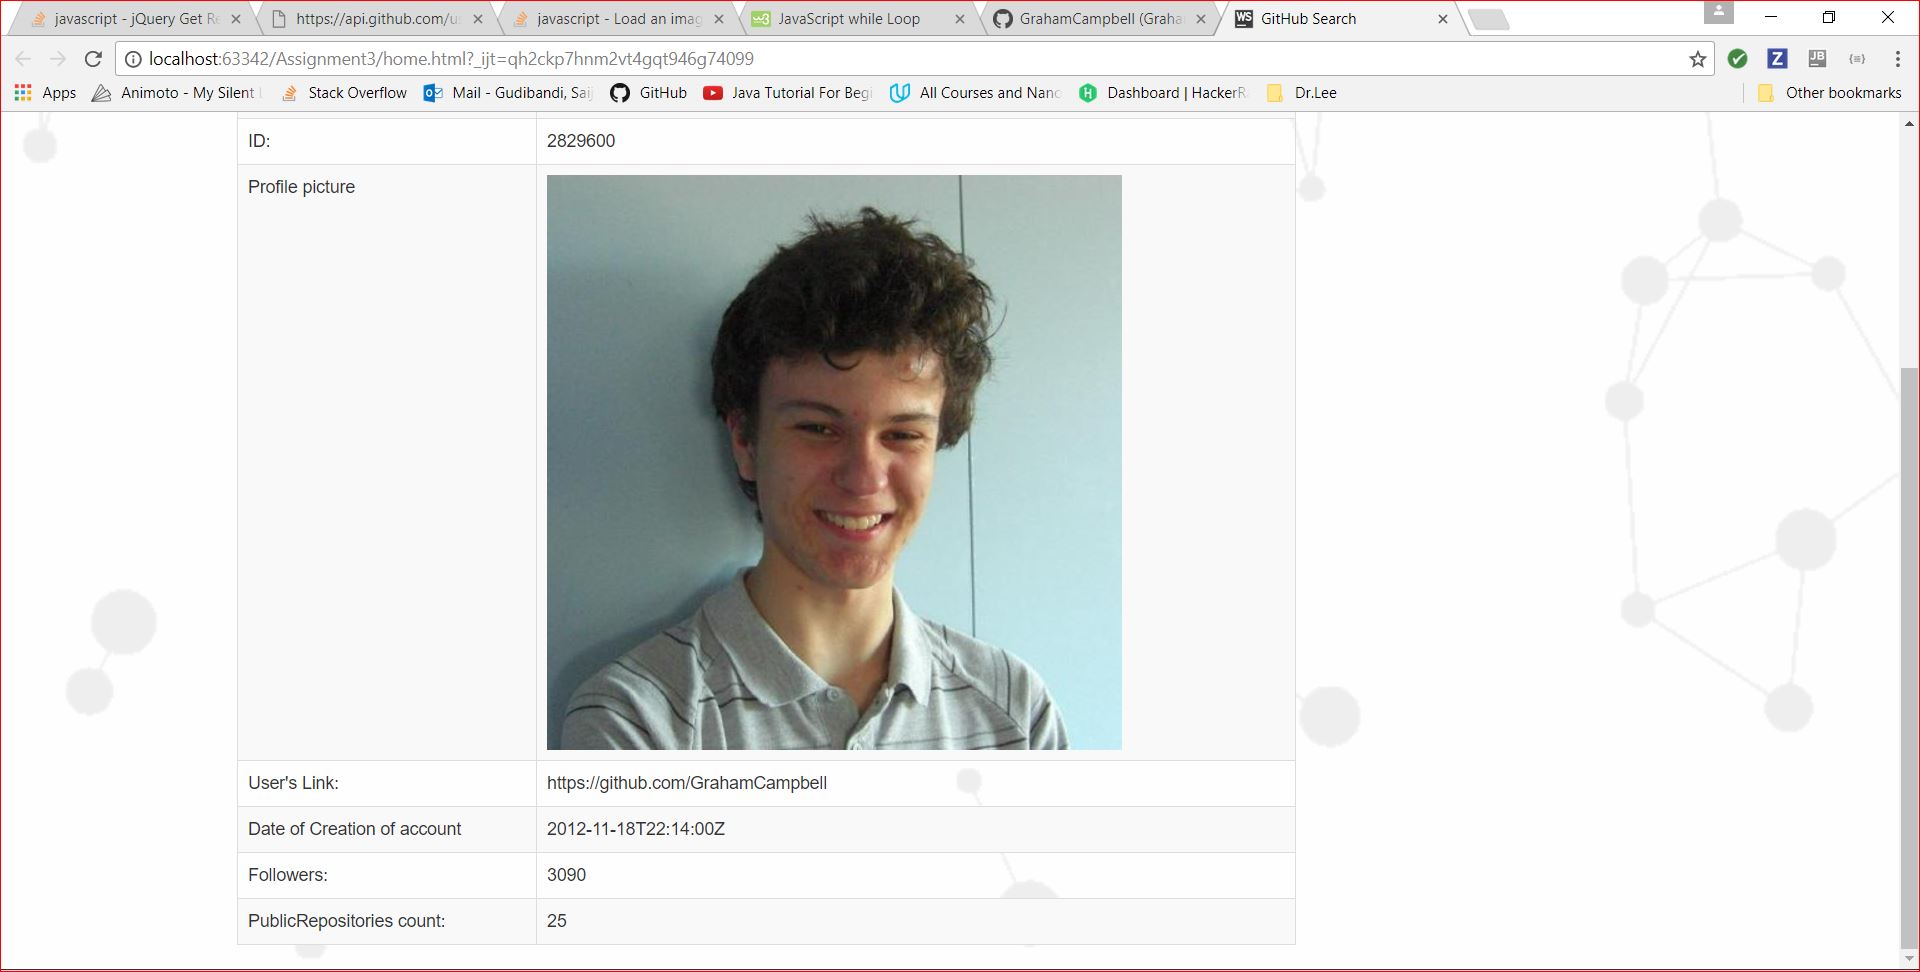 javascript - jQuery Get Re
https://api.github.com/u
javascript - Load an imag
JavaScript while Loop
GrahamCampbell (Graha
WS GitHub Search
localhost:63342/Assignment3/home.html?_ijt=qh2ckp7hnm2vt4gqt946g74099
Apps
Animoto - My Silent
Stack Overflow
Mail - Gudibandi, Sai
GitHub
Java Tutorial For Begi
All Courses and Nano
Dashboard | HackerR
Dr.Lee
Other bookmarks
ID: 2829600
Profile picture
User's Link: https://github.com/GrahamCampbell
Date of Creation of account 2012-11-18T22:14:00Z
Followers: 3090
PublicRepositories count: 25